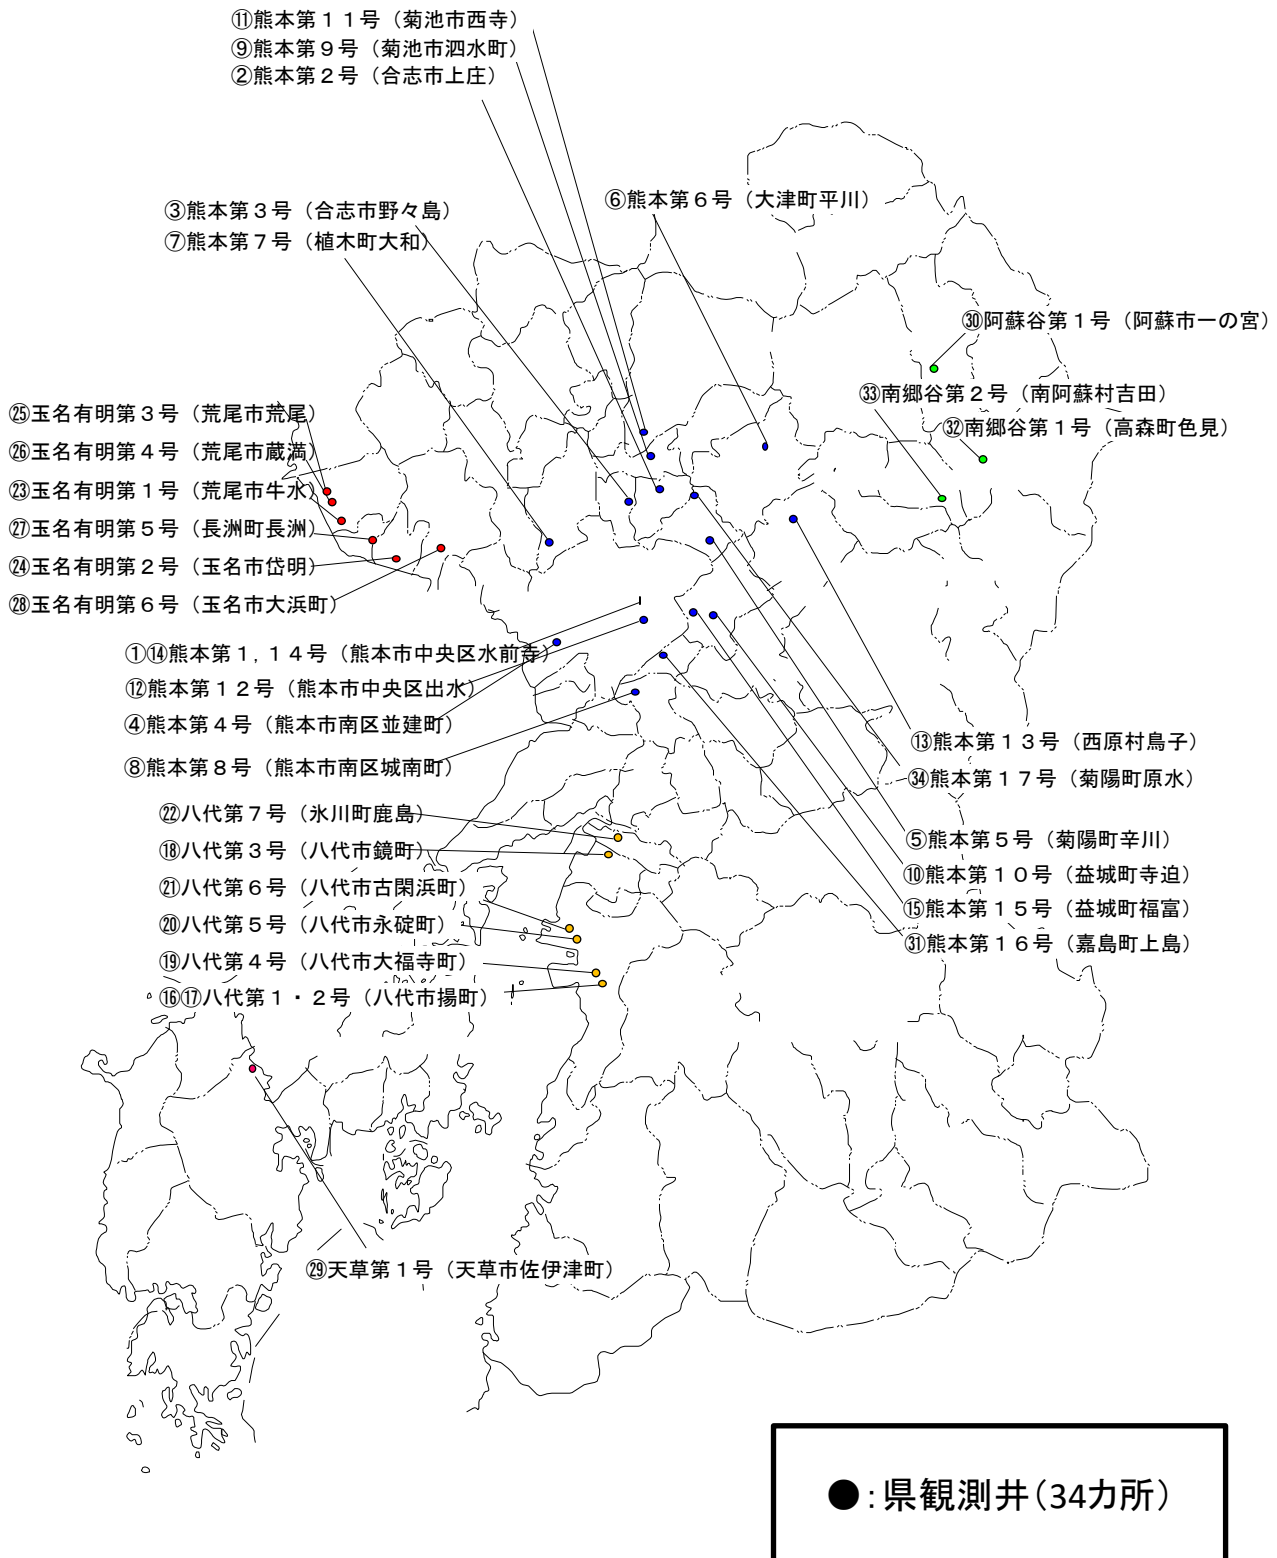 ⑪熊本第１１号（菊池市西寺）
⑨熊本第９号（菊池市泗水町）
②熊本第２号（合志市上庄）
③熊本第３号（合志市野々島）
⑦熊本第７号（植木町大和）
⑥熊本第６号（大津町平川）
㉚阿蘇谷第１号（阿蘇市一の宮）
㉝南郷谷第２号（南阿蘇村吉田）
㉜南郷谷第１号（高森町色見）
㉕玉名有明第３号（荒尾市荒尾）
㉖玉名有明第４号（荒尾市蔵満）
㉓玉名有明第１号（荒尾市牛水）
㉗玉名有明第５号（長洲町長洲）
㉔玉名有明第２号（玉名市岱明）
㉘玉名有明第６号（玉名市大浜町）
①⑭熊本第１，１４号（熊本市中央区水前寺）
⑫熊本第１２号（熊本市中央区出水）
④熊本第４号（熊本市南区並建町）
⑧熊本第８号（熊本市南区城南町）
⑬熊本第１３号（西原村鳥子）
㉞熊本第１７号（菊陽町原水）
⑤熊本第５号（菊陽町辛川）
⑩熊本第１０号（益城町寺迫）
⑮熊本第１５号（益城町福富）
㉛熊本第１６号（嘉島町上島）
㉒八代第７号（氷川町鹿島）
⑱八代第３号（八代市鏡町）
㉑八代第６号（八代市古閑浜町）
⑳八代第５号（八代市永碇町）
⑲八代第４号（八代市大福寺町）
⑯⑰八代第１・２号（八代市揚町）
㉙天草第１号（天草市佐伊津町）
●：県観測井（34カ所）